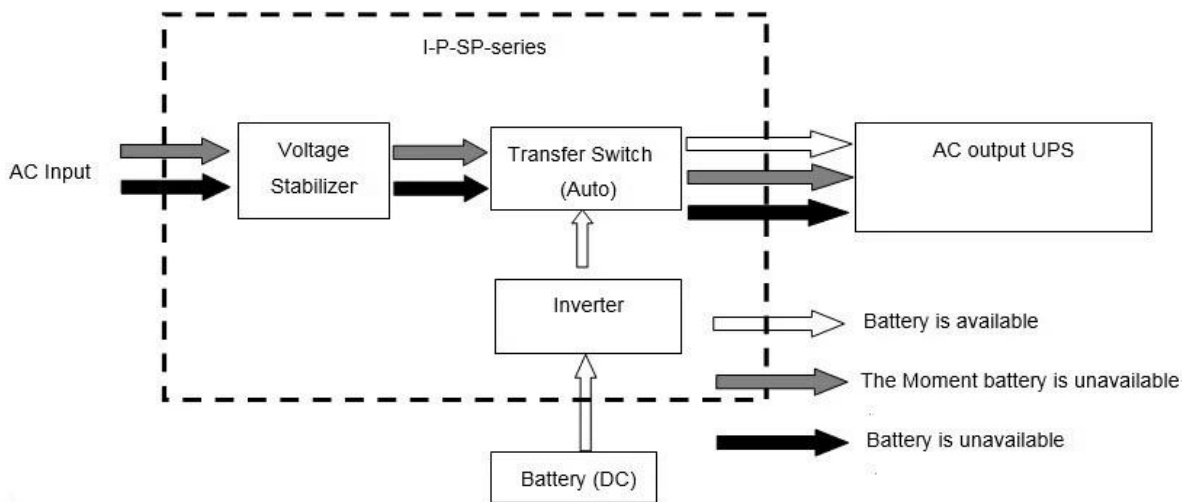 I-P-SP-series
AC Input
Voltage
Stabilizer
Transfer Switch
(Auto)
AC output UPS
Inverter
Battery (DC)
Battery is available
The Moment battery is unavailable
Battery is unavailable